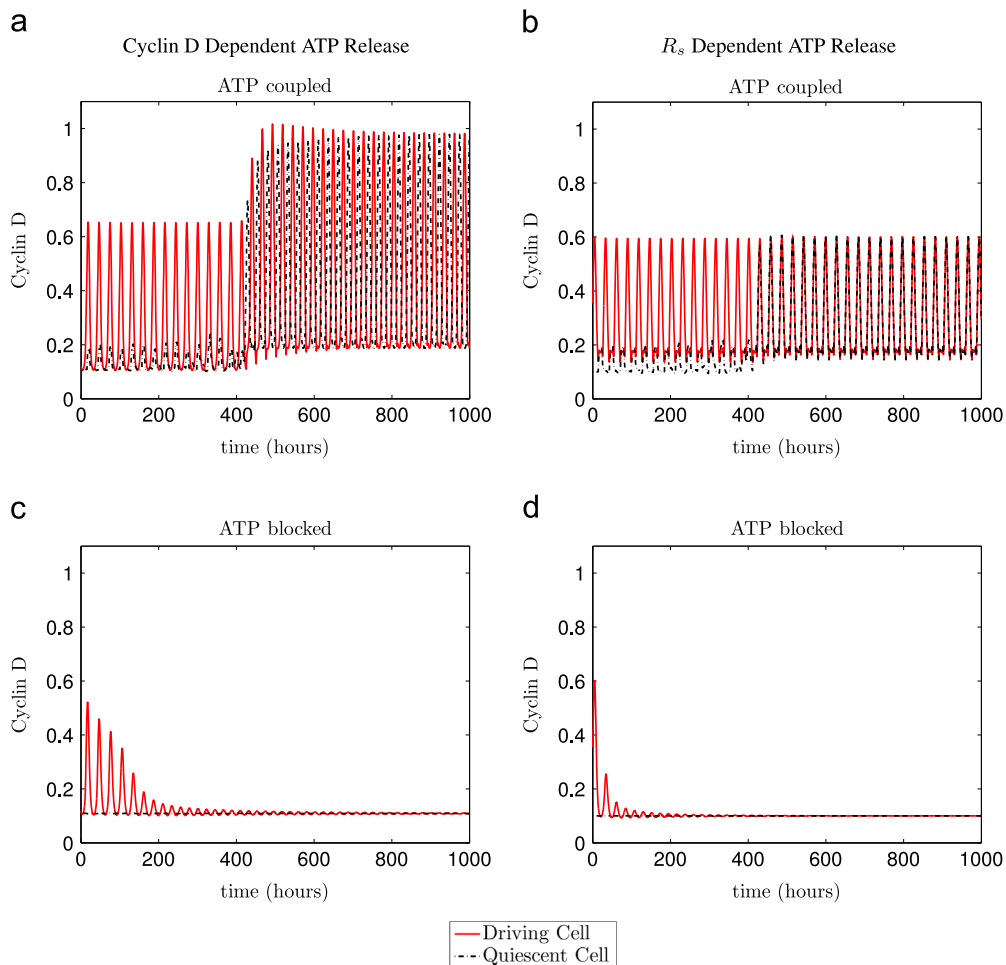 a
Cyclin D Dependent ATP Release
ATP coupled
1
0.8
0.6
0.4
0.2
0
Cyclin D
0 200 400 600 800 1000
time (hours)
b
R_s Dependent ATP Release
ATP coupled
1
0.8
0.6
0.4
0.2
0
Cyclin D
0 200 400 600 800 1000
time (hours)
c
ATP blocked
1
0.8
0.6
0.4
0.2
0
Cyclin D
0 200 400 600 800 1000
time (hours)
d
ATP blocked
1
0.8
0.6
0.4
0.2
0
Cyclin D
0 200 400 600 800 1000
time (hours)
Driving Cell
Quiescent Cell